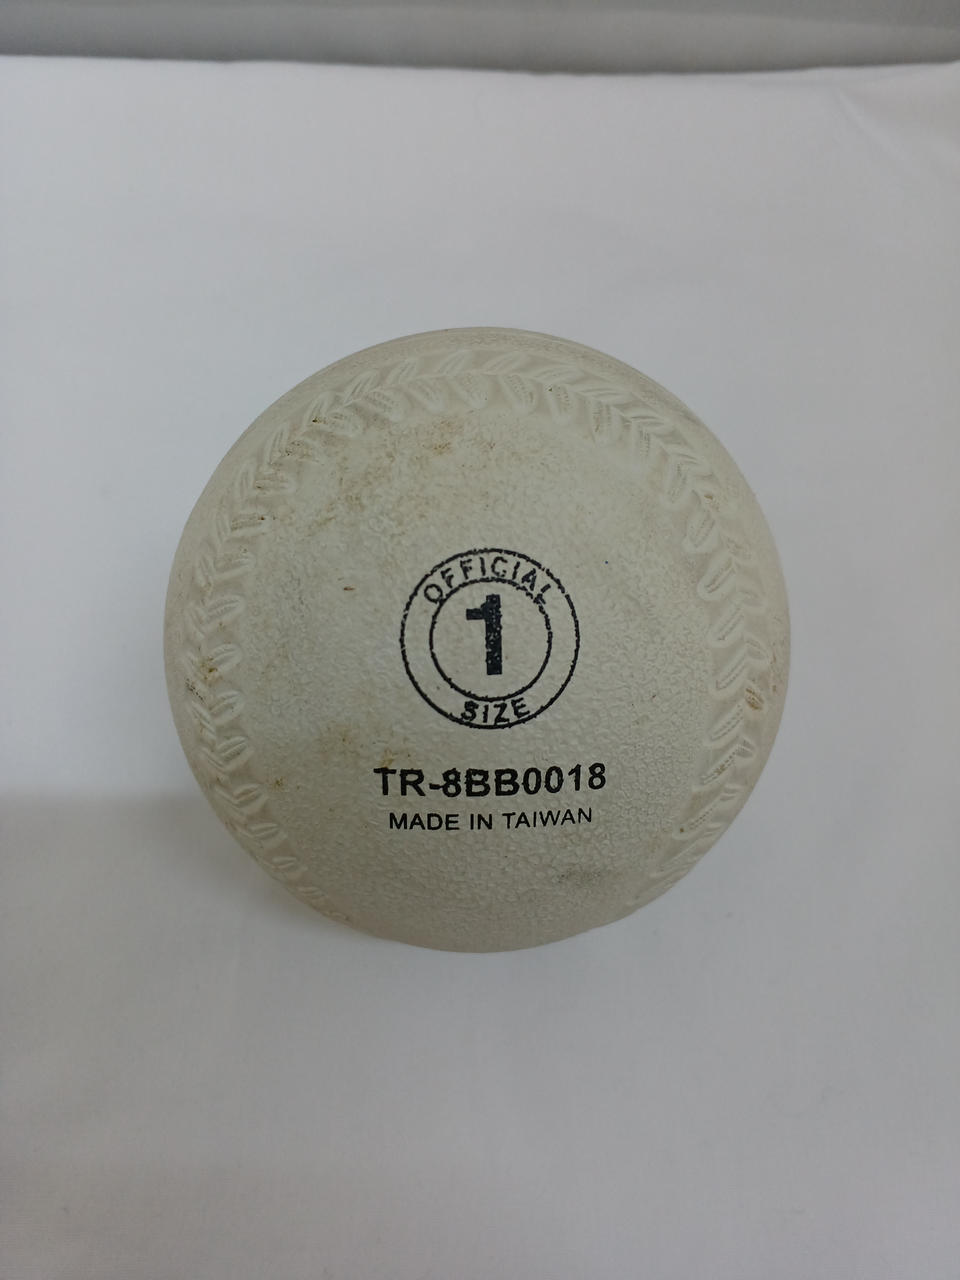 OFFICIAL
1
SIZE
TR-8BB0018
MADE IN TAIWAN